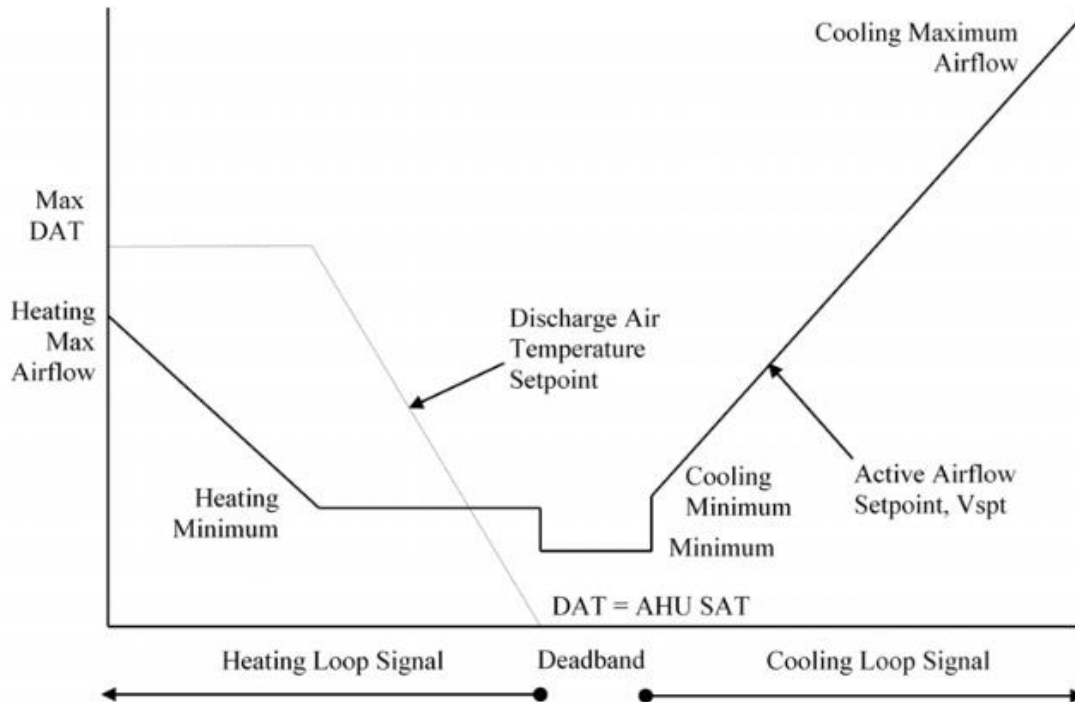 Cooling Maximum
Airflow
Max
DAT
Heating
Max
Airflow
Discharge Air
Temperature
Setpoint
Heating
Minimum
Cooling
Minimum
Active Airflow
Setpoint, Vspt
Minimum
DAT = AHU SAT
Heating Loop Signal
Deadband
Cooling Loop Signal